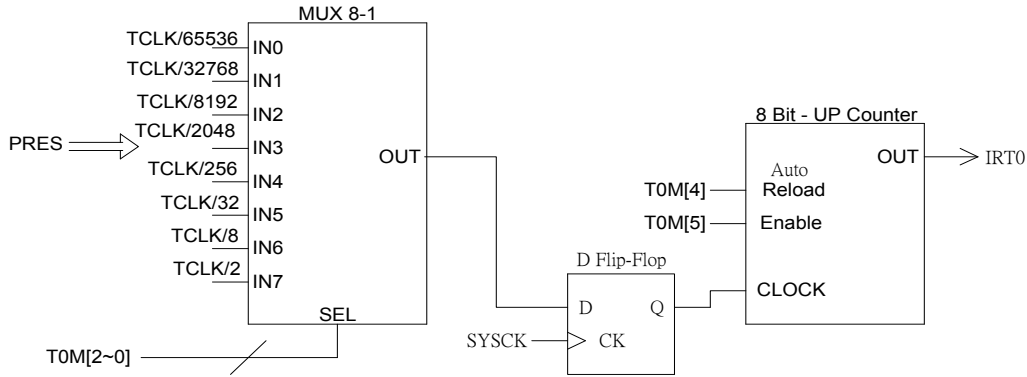 MUX 8-1
TCLK/65536
IN0
TCLK/32768
IN1
TCLK/8192
IN2
PRES
TCLK/2048
IN3
TCLK/256
IN4
TCLK/32
IN5
TCLK/8
IN6
TCLK/2
IN7
OUT
SEL
T0M[2~0]
D Flip-Flop
D
Q
SYSCK
CK
8 Bit - UP Counter
OUT
IRT0
Auto
T0M[4]
Reload
T0M[5]
Enable
CLOCK